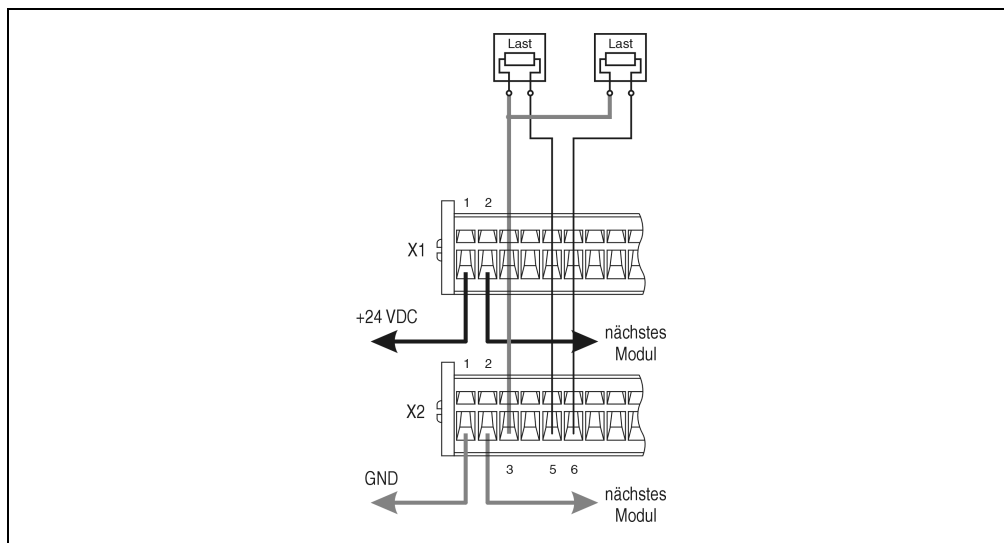 Last Last
1 2
X1
+24 VDC
nächstes
Modul
1 2
X2
3 5 6
GND
nächstes
Modul